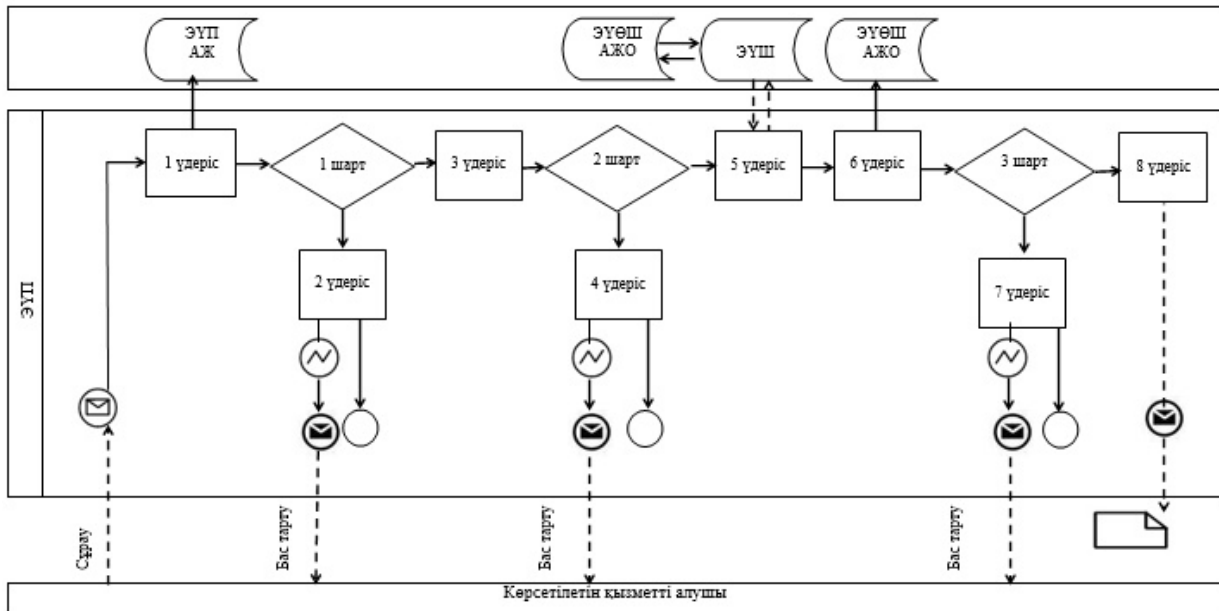 ЭҮП
АЖ
ЭҮӨШ
АЖО
ЭҮШ
ЭҮӨШ
АЖО
1 үдеріс
1 шарт
3 үдеріс
2 шарт
5 үдеріс
6 үдеріс
3 шарт
8 үдеріс
2 үдеріс
4 үдеріс
7 үдеріс
ЭҮП
Сұрау
Бас тарту
Бас тарту
Бас тарту
Көрсетілетін қызметті алушы